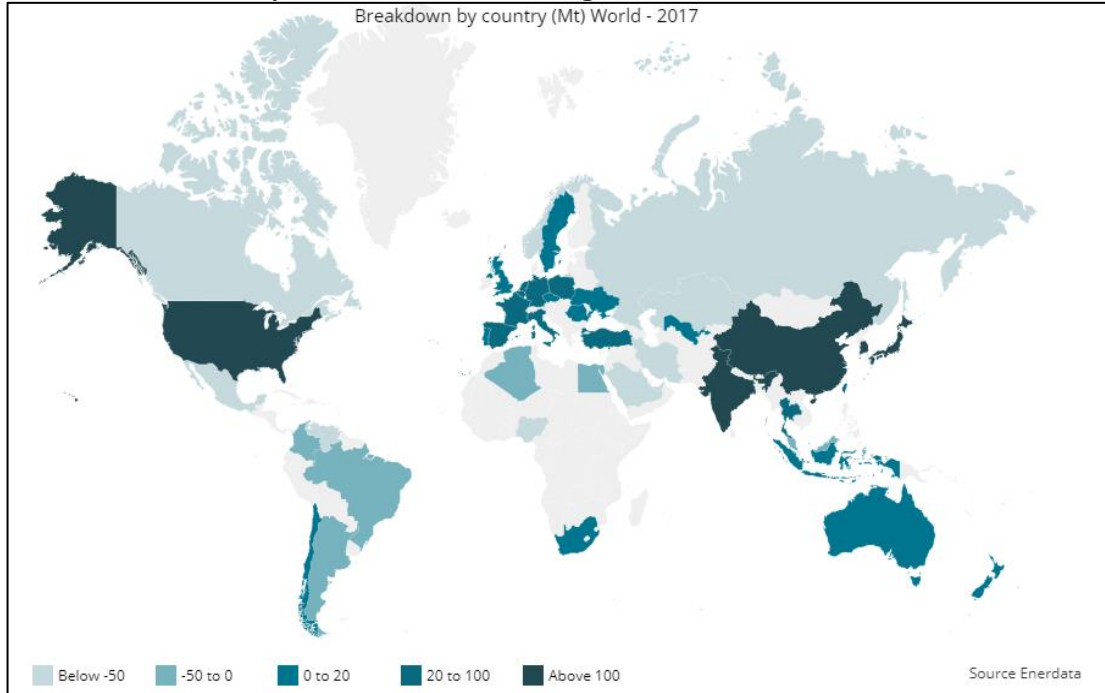 Breakdown by country (Mt) World - 2017
Below -50
-50 to 0
0 to 20
20 to 100
Above 100
Source Enerdata